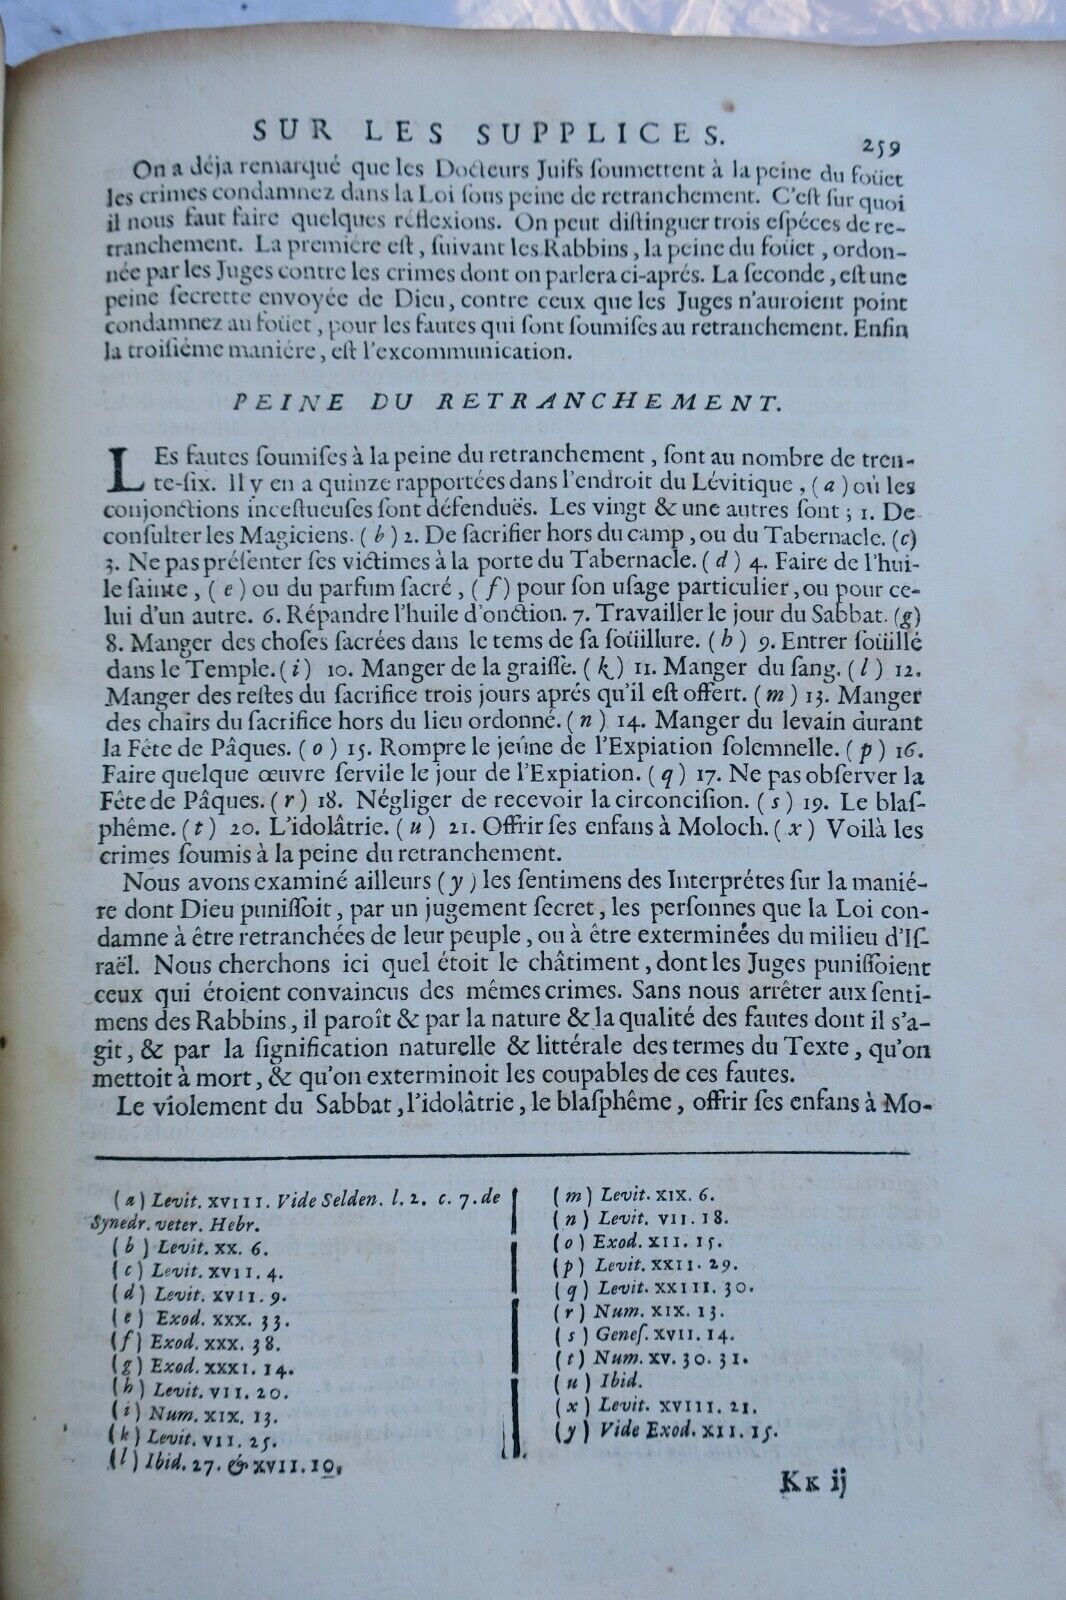 SUR LES SUPPLICES. 259
On a déja remarqué que les Docteurs Juifs ſoumettent à la peine du foüet
les crimes condamnez dans la Loi ſous peine de retranchement. C'eſt ſur quoi
il nous faut faire quelques réflexions. On peut diſtinguer trois eſpéces de re-
tranchement. La premiére eſt, ſuivant les Rabbins, la peine du foüet, ordon-
née par les Juges contre les crimes dont on parlera ci-aprés. La ſeconde, eſt une
peine ſecrette envoyée de Dieu, contre ceux que les Juges n'auroient point
condamnez au foüet, pour les fautes qui ſont ſoumiſes au retranchement. Enfin
la troiſiéme maniére, eſt l'excommunication.
PEINE DU RETRANCHEMENT.
LEs fautes ſoumiſes à la peine du retranchement, ſont au nombre de tren-
te-ſix. Il y en a quinze rapportées dans l'endroit du Lévitique, (a) où les
conjonctions inceſtueuſes ſont défenduës. Les vingt & une autres ſont; 1. De
conſulter les Magiciens. (b) 2. De ſacrifier hors du camp, ou du Tabernacle. (c)
3. Ne pas préſenter ſes victimes à la porte du Tabernacle. (d) 4. Faire de l'hui-
le ſainte, (e) ou du parfum ſacré, (f) pour ſon uſage particulier, ou pour ce-
lui d'un autre. 6. Répandre l'huile d'onction. 7. Travailler le jour du Sabbat. (g)
8. Manger des choſes ſacrées dans le tems de ſa ſoüillure. (h) 9. Entrer ſoüillé
dans le Temple. (i) 10. Manger de la graiſſe. (k) 11. Manger du ſang. (l) 12.
Manger des reſtes du ſacrifice trois jours aprés qu'il eſt offert. (m) 13. Manger
des chairs du ſacrifice hors du lieu ordonné. (n) 14. Manger du levain durant
la Fête de Pâques. (o) 15. Rompre le jeûne de l'Expiation ſolemnelle. (p) 16.
Faire quelque œuvre ſervile le jour de l'Expiation. (q) 17. Ne pas obſerver la
Fête de Pâques. (r) 18. Négliger de recevoir la circonciſion. (s) 19. Le blaſ-
phême. (t) 20. L'idolâtrie. (u) 21. Offrir ſes enfans à Moloch. (x) Voilà les
crimes ſoumis à la peine du retranchement.
Nous avons examiné ailleurs (y) les ſentimens des Interprétes ſur la manié-
re dont Dieu puniſſoit, par un jugement ſecret, les perſonnes que la Loi con-
damne à être retranchées de leur peuple, ou à être exterminées du milieu d'Iſ-
raël. Nous cherchons ici quel étoit le châtiment, dont les Juges puniſſoient
ceux qui étoient convaincus des mêmes crimes. Sans nous arrêter aux ſenti-
mens des Rabbins, il paroît & par la nature & la qualité des fautes dont il s'a-
git, & par la ſignification naturelle & littérale des termes du Texte, qu'on
mettoit à mort, & qu'on exterminoit les coupables de ces fautes.
Le violement du Sabbat, l'idolâtrie, le blaſphême, offrir ſes enfans à Mo-
(a) Levit. XVIII. Vide Selden. l. 2. c. 7. de
Synedr. veter. Hebr.
(b) Levit. XX. 6.
(c) Levit. XVII. 4.
(d) Levit. XVII. 9.
(e) Exod. XXX. 33.
(f) Exod. XXX. 38.
(g) Exod. XXXI. 14.
(h) Levit. VII. 20.
(i) Num. XIX. 13.
(k) Levit. VII. 25.
(l) Ibid. 27. & XVII. 10.
(m) Levit. XIX. 6.
(n) Levit. VII. 18.
(o) Exod. XII. 15.
(p) Levit. XXII. 29.
(q) Levit. XXIII. 30.
(r) Num. XIX. 13.
(s) Geneſ. XVII. 14.
(t) Num. XV. 30. 31.
(u) Ibid.
(x) Levit. XVIII. 21.
(y) Vide Exod. XII. 15.
KK ij